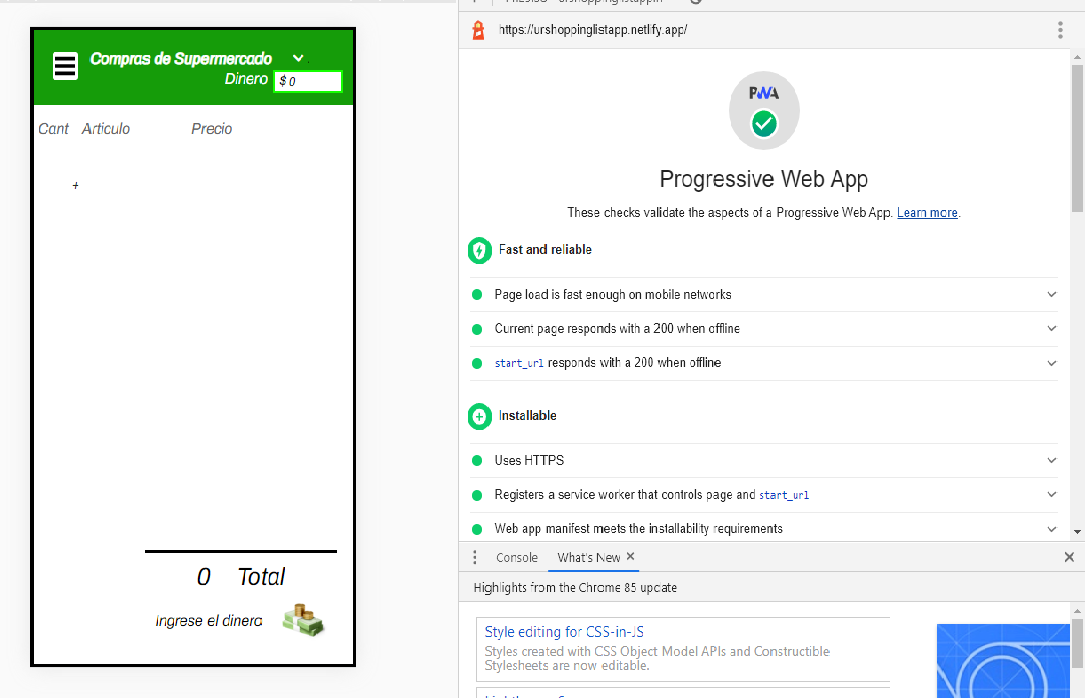 Compras de Supermercado
Dinero $ 0
Cant Articulo Precio
+
0 Total
Ingrese el dinero
https://urshoppinglistapp.netlify.app/
PWA
Progressive Web App
These checks validate the aspects of a Progressive Web App. Learn more.
Fast and reliable
Page load is fast enough on mobile networks
Current page responds with a 200 when offline
start_url responds with a 200 when offline
Installable
Uses HTTPS
Registers a service worker that controls page and start_url
Web app manifest meets the installability requirements
Console What's New
Highlights from the Chrome 85 update
Style editing for CSS-in-JS
Styles created with CSS Object Model APIs and Constructible
Stylesheets are now editable.